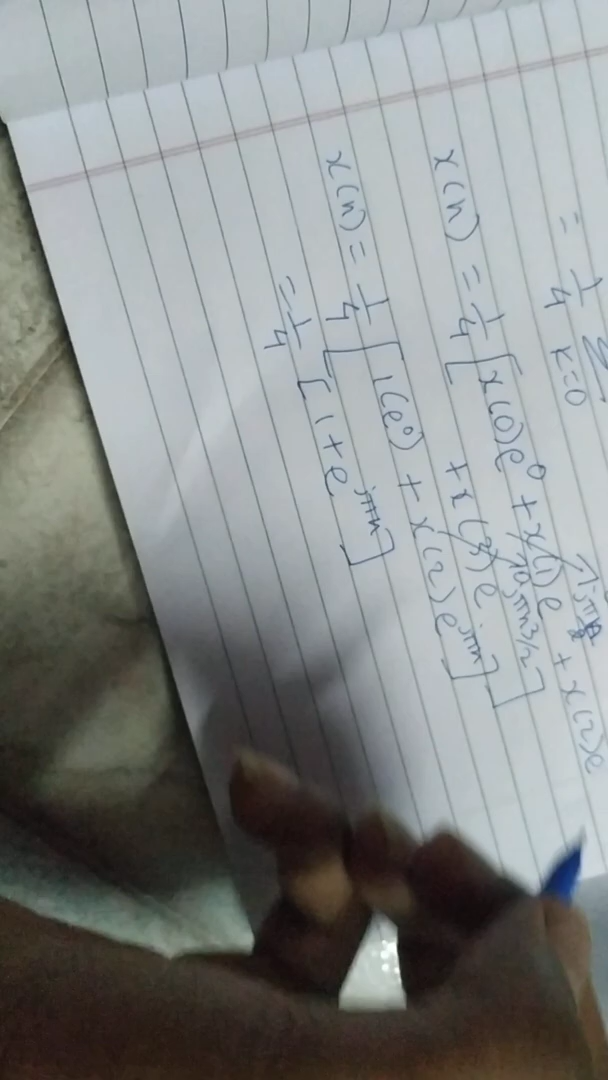 = 1/4 Σ k=0
x(n) = 1/4 [x(0)e^0 + x(1)e + x(2)e
+ x(3)e^{jπn3/2}]
x(n) = 1/4 [1(e^0) + x(2)e^{jπn}]
= 1/4 [1 + e^{jπn}]